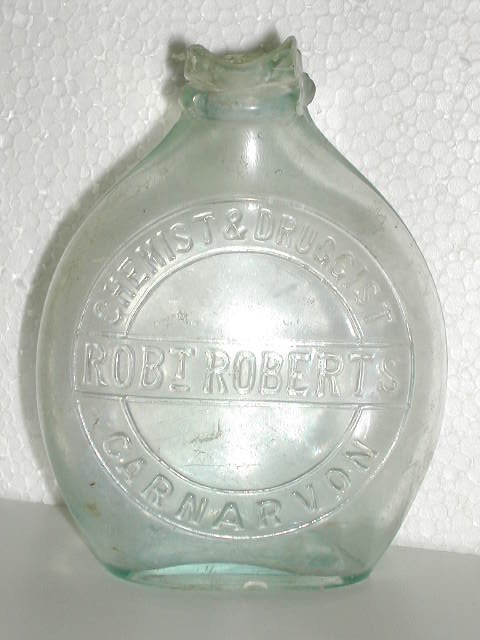 CHEMIST & DRUGGIST
ROBT ROBERTS
CARNARVON